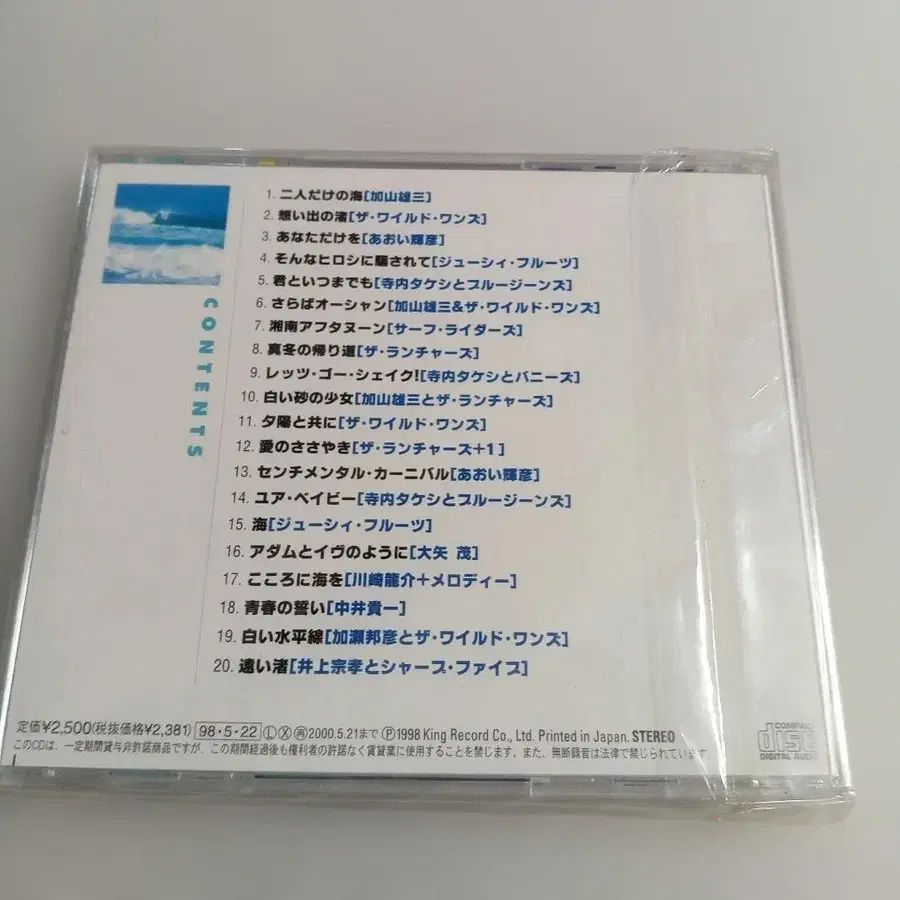 CONTENTS
1. 二人だけの海[加山雄三]
2. 想い出の渚[ザ・ワイルド・ワンズ]
3. あなただけを[あおい輝彦]
4. そんなヒロシに騙されて[ジューシィ・フルーツ]
5. 君といつまでも[寺内タケシとブルージーンズ]
6. さらばオーシャン[加山雄三&ザ・ワイルド・ワンズ]
7. 湘南アフタヌーン[サーフ・ライダーズ]
8. 真冬の帰り道[ザ・ランチャーズ]
9. レッツ・ゴー・シェイク![寺内タケシとバニーズ]
10. 白い砂の少女[加山雄三とザ・ランチャーズ]
11. 夕陽と共に[ザ・ワイルド・ワンズ]
12. 愛のささやき[ザ・ランチャーズ+1]
13. センチメンタル・カーニバル[あおい輝彦]
14. ユア・ベイビー[寺内タケシとブルージーンズ]
15. 海[ジューシィ・フルーツ]
16. アダムとイヴのように[大矢 茂]
17. こころに海を[川崎龍介+メロディー]
18. 青春の誓い[中井貴一]
19. 白い水平線[加瀬邦彦とザ・ワイルド・ワンズ]
20. 遠い渚[井上宗孝とシャープ・ファイブ]
定価¥2,500(税抜価格¥2,381) 98・5・22 Ⓛ Ⓧ ㊢2000.5.21まで Ⓟ1998 King Record Co., Ltd. Printed in Japan. STEREO
このCDは、一定期間貸与非許諾商品ですが、この期間経過後も権利者の許諾なく賃貸業に使用することを禁じます。また、無断録音は法律で禁じられています。
COMPACT
disc
DIGITAL AUDIO